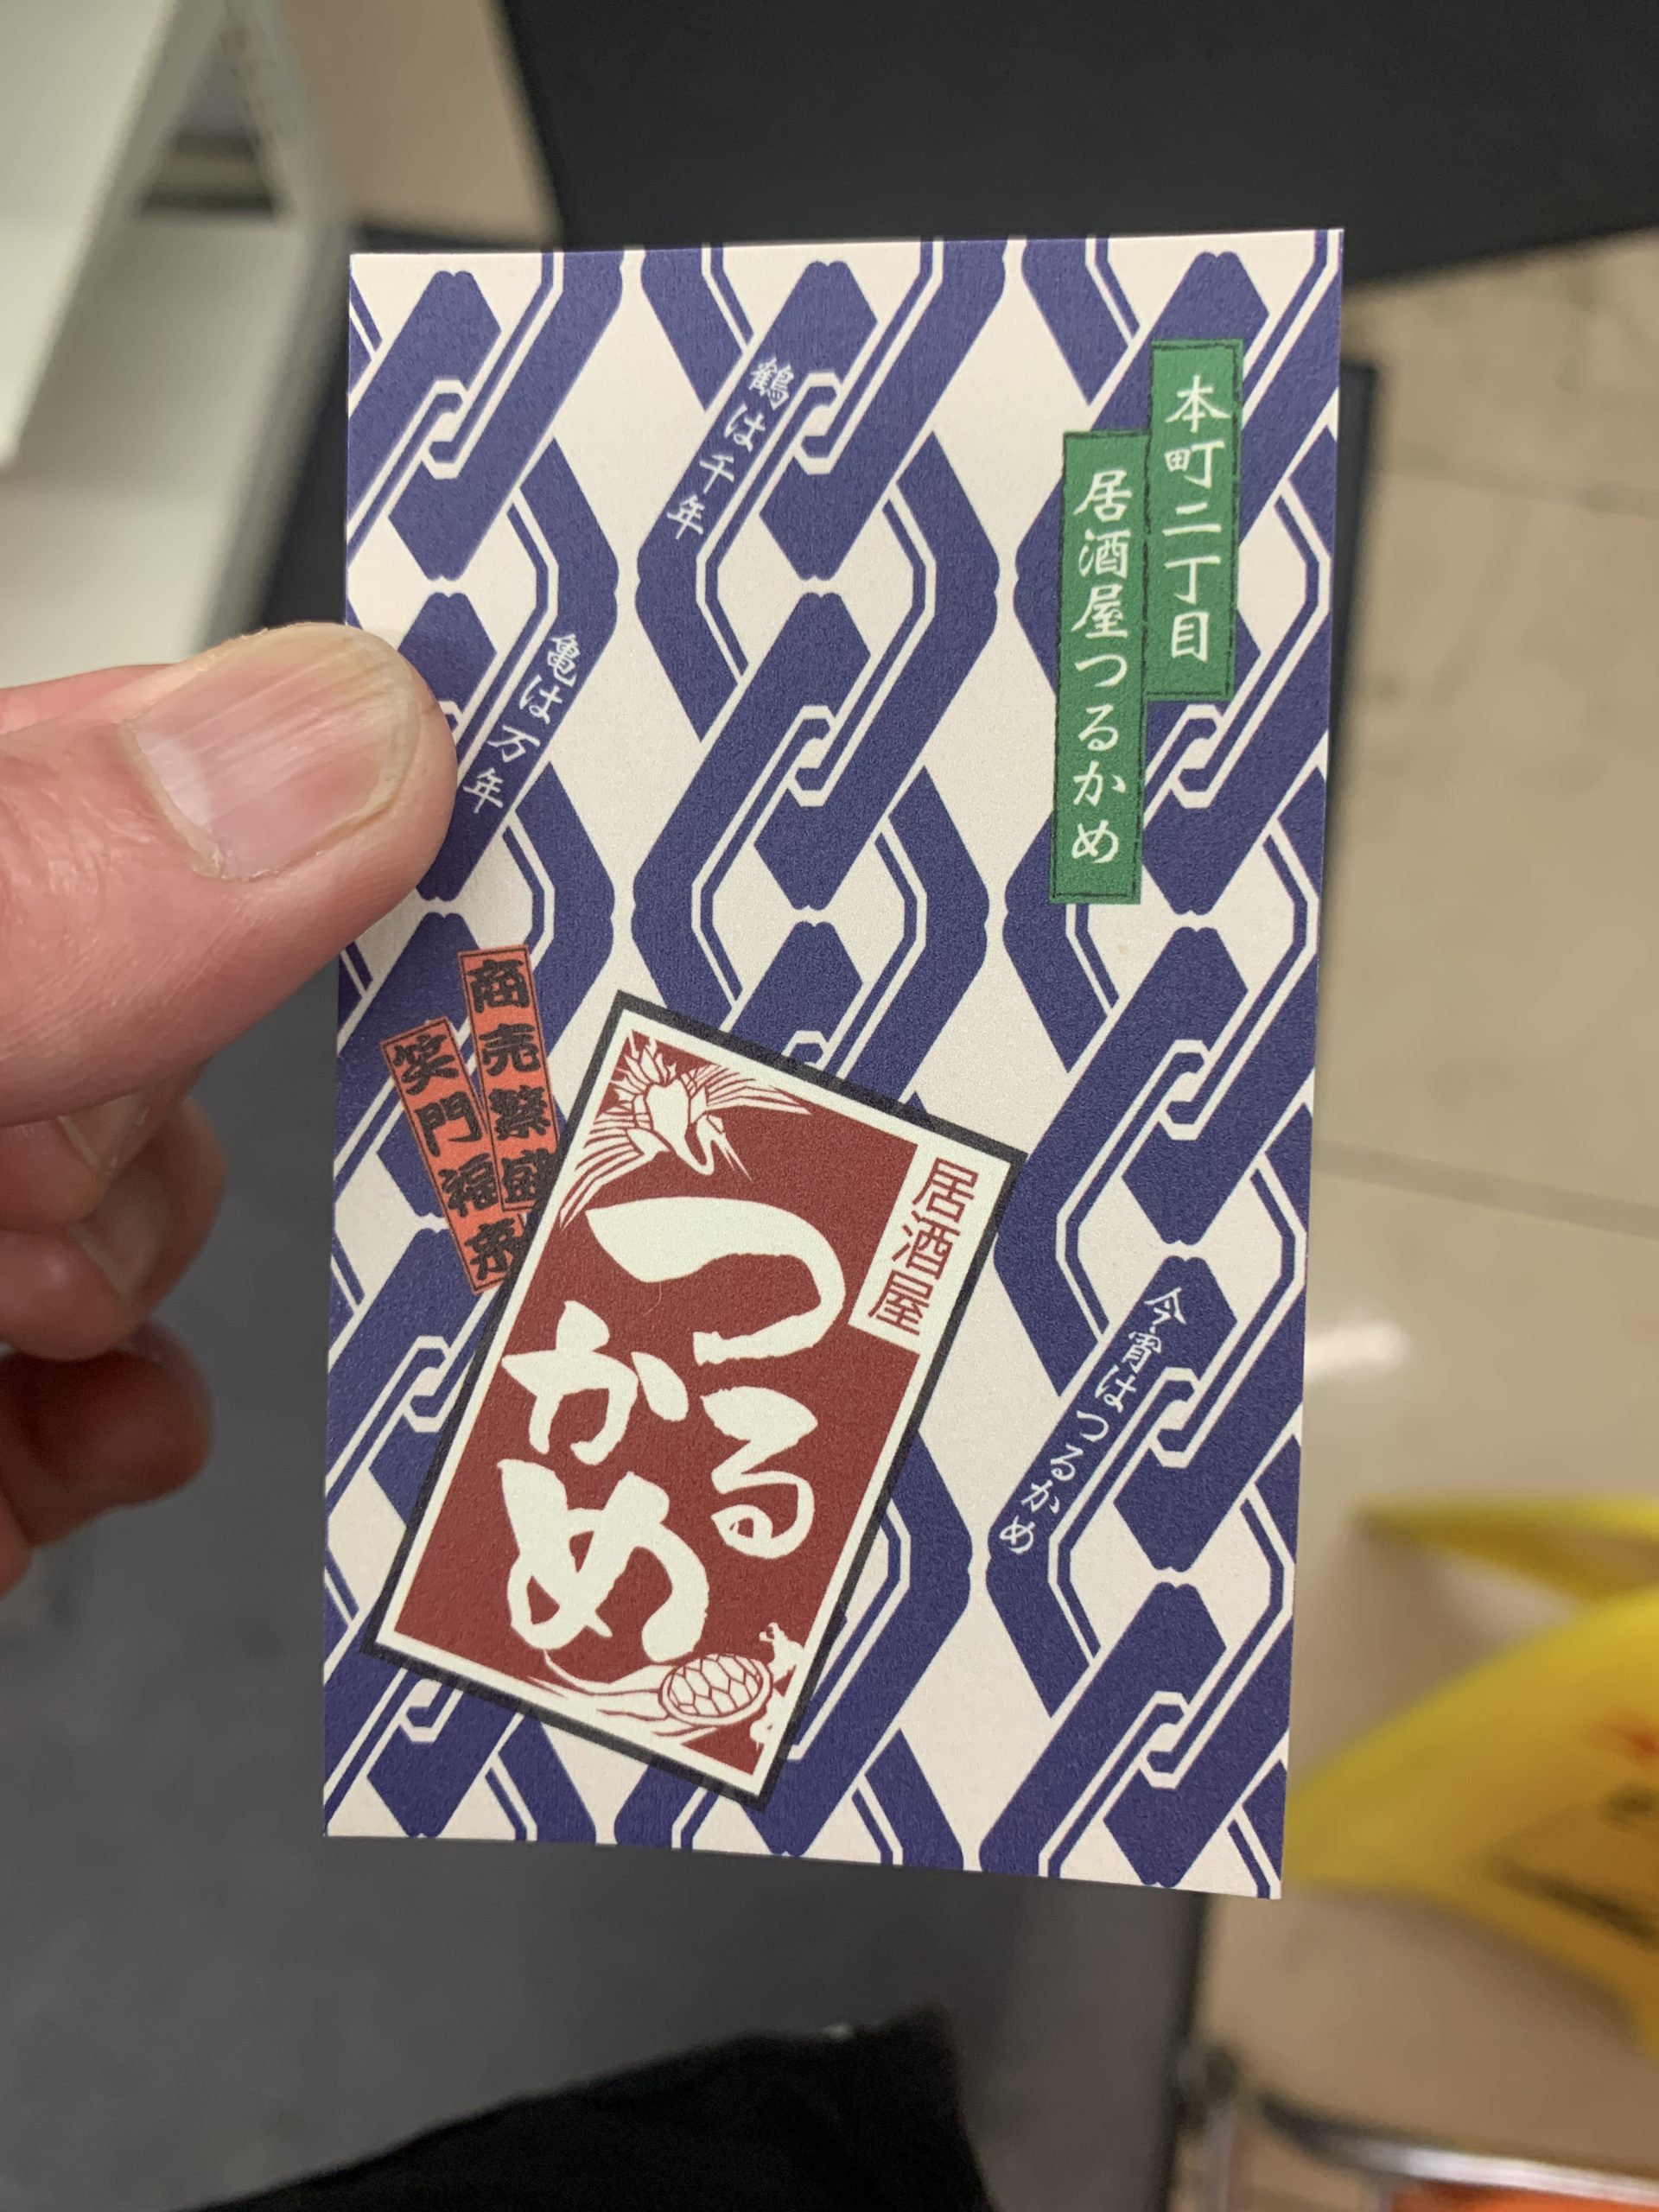 本町二丁目
居酒屋つるかめ
鶴は千年
亀は万年
商売繁盛
笑門福来
居酒屋
つる
かめ
今宵はつるかめ